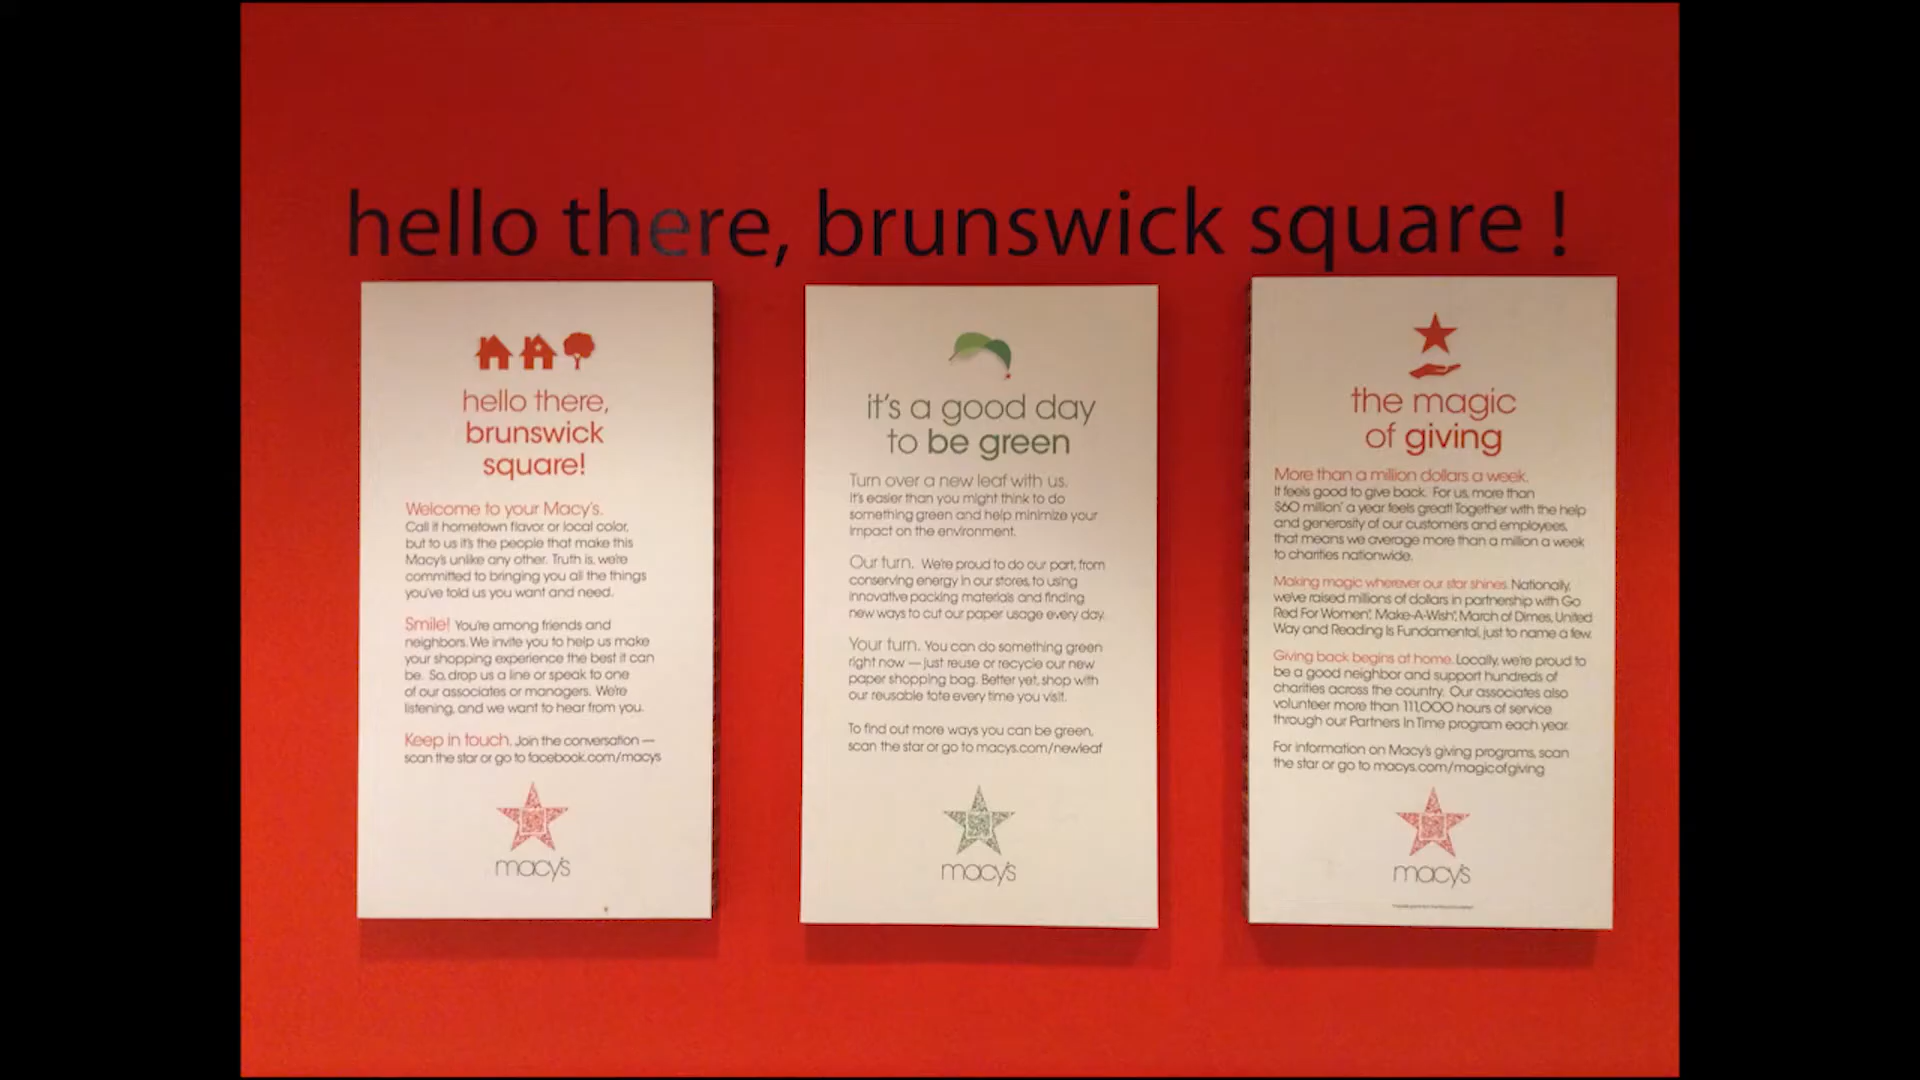 hello there, brunswick square !
hello there,
brunswick
square!
Welcome to your Macy's.
Call it hometown flavor or local color,
but to us it's the people that make this
Macy's unlike any other. Truth is, we're
committed to bringing you all the things
you've told us you want and need.
Smile! You're among friends and
neighbors. We invite you to help us make
your shopping experience the best it can
be. So, drop us a line or speak to one
of our associates or managers. We're
listening, and we want to hear from you.
Keep in touch. Join the conversation —
scan the star or go to facebook.com/macys
macy's
it's a good day
to be green
Turn over a new leaf with us.
It's easier than you might think to do
something green and help minimize your
impact on the environment.
Our turn. We're proud to do our part, from
conserving energy in our stores, to using
innovative packing materials and finding
new ways to cut our paper usage every day.
Your turn. You can do something green
right now — just reuse or recycle our new
paper shopping bag. Better yet, shop with
our reusable tote every time you visit.
To find out more ways you can be green,
scan the star or go to macys.com/newleaf
macy's
the magic
of giving
More than a million dollars a week.
It feels good to give back. For us, more than
$60 million* a year feels great! Together with the help
and generosity of our customers and employees,
that means we average more than a million a week
to charities nationwide.
Making magic wherever our star shines. Nationally,
we've raised millions of dollars in partnership with Go
Red For Women®, Make-A-Wish®, March of Dimes, United
Way and Reading Is Fundamental, just to name a few.
Giving back begins at home. Locally, we're proud to
be a good neighbor and support hundreds of
charities across the country. Our associates also
volunteer more than 111,000 hours of service
through our Partners In Time program each year.
For information on Macy's giving programs, scan
the star or go to macys.com/magicofgiving
macy's